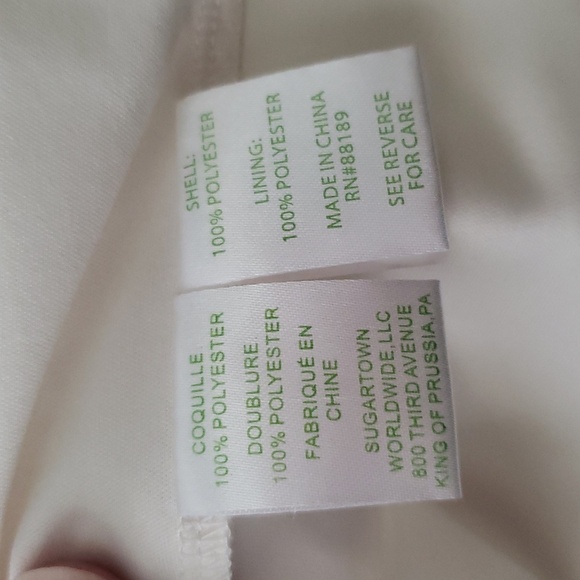 SHELL:
100% POLYESTER
LINING:
100% POLYESTER
MADE IN CHINA
RN#88189
SEE REVERSE
FOR CARE
COQUILLE
100% POLYESTER
DOUBLURE
100% POLYESTER
FABRIQUÉ EN
CHINE
SUGARTOWN
WORLDWIDE,LLC
800 THIRD AVENUE
KING OF PRUSSIA,PA